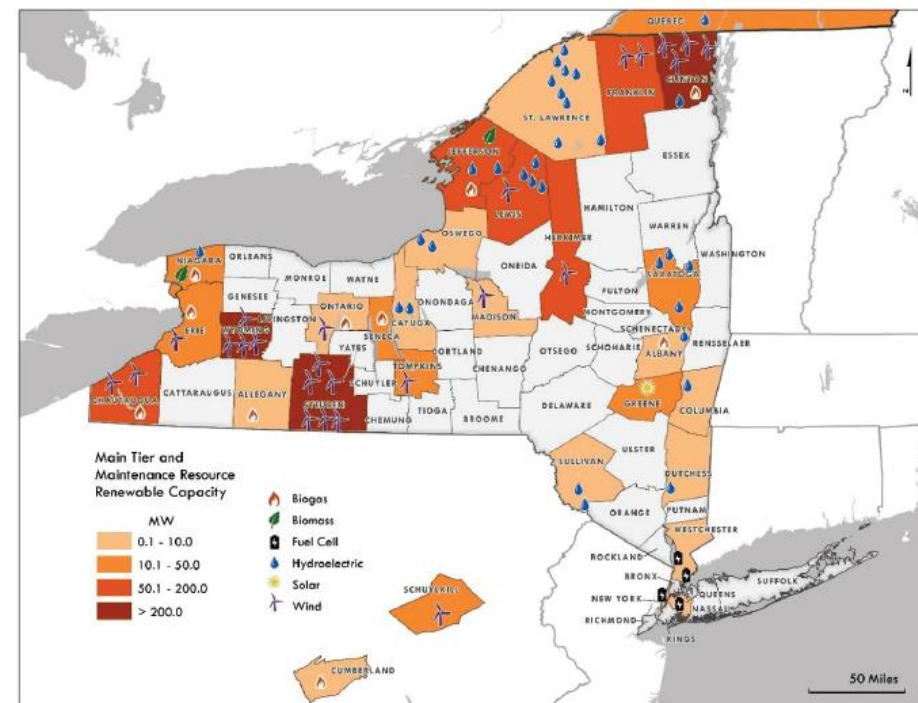 QUEBEC
CLINTON
FRANKLIN
ST. LAWRENCE
ESSEX
JEFFERSON
LEWIS
HAMILTON
HERKIMER
WARREN
WASHINGTON
OSWEGO
ONEIDA
SARATOGA
FULTON
MONTGOMERY
NIAGARA
ORLEANS
MONROE
WAYNE
GENESEE
ERIE
WYOMING
LIVINGSTON
ONTARIO
SENECA
CAYUGA
ONONDAGA
MADISON
YATES
CORTLAND
CHENANGO
OTSEGO
SCHOHARIE
SCHENECTADY
RENSSELAER
ALBANY
CHAUTAUQUA
CATTARAUGUS
ALLEGANY
STEUBEN
SCHUYLER
TOMPKINS
CHEMUNG
TIOGA
BROOME
DELAWARE
GREENE
COLUMBIA
ULSTER
SULLIVAN
DUTCHESS
ORANGE
PUTNAM
WESTCHESTER
ROCKLAND
BRONX
NEW YORK
QUEENS
SUFFOLK
NASSAU
RICHMOND
KINGS
SCHUYLKILL
CUMBERLAND
Main Tier and
Maintenance Resource
Renewable Capacity
MW
0.1 - 10.0
10.1 - 50.0
50.1 - 200.0
> 200.0
Biogas
Biomass
Fuel Cell
Hydroelectric
Solar
Wind
N
50 Miles